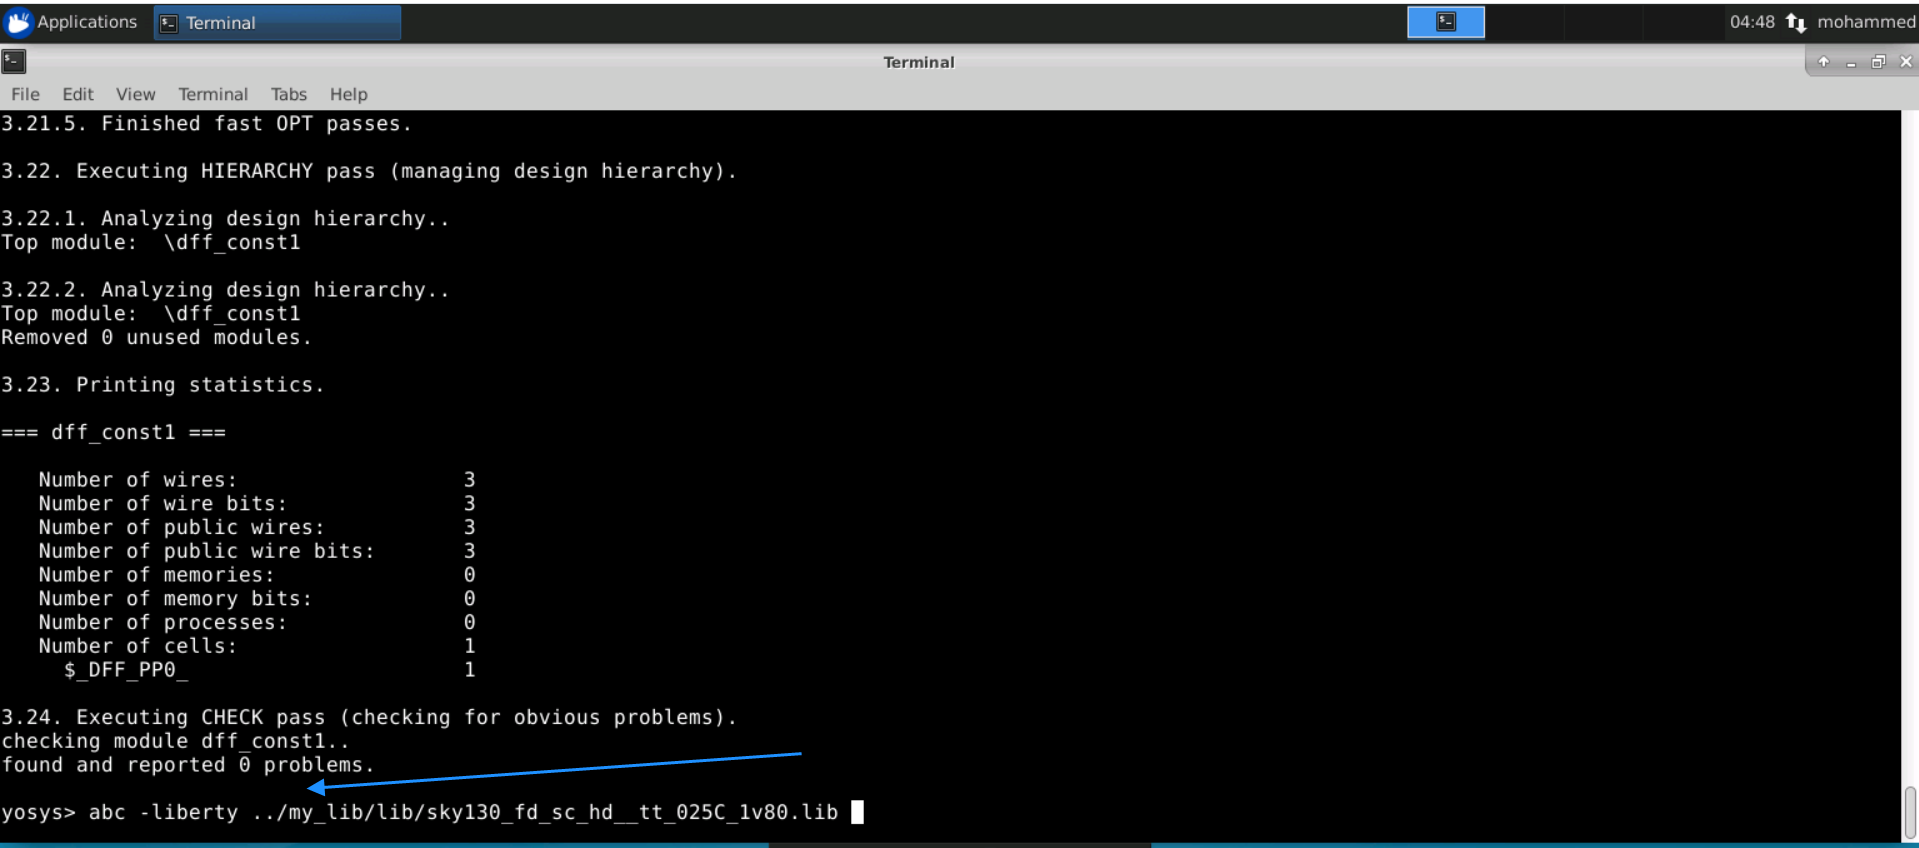 Applications
Terminal
04:48
mohammed
Terminal
File Edit View Terminal Tabs Help
3.21.5. Finished fast OPT passes.
3.22. Executing HIERARCHY pass (managing design hierarchy).
3.22.1. Analyzing design hierarchy..
Top module:  \dff_const1
3.22.2. Analyzing design hierarchy..
Top module:  \dff_const1
Removed 0 unused modules.
3.23. Printing statistics.
=== dff_const1 ===
Number of wires: 3
Number of wire bits: 3
Number of public wires: 3
Number of public wire bits: 3
Number of memories: 0
Number of memory bits: 0
Number of processes: 0
Number of cells: 1
$_DFF_PP0_ 1
3.24. Executing CHECK pass (checking for obvious problems).
checking module dff_const1..
found and reported 0 problems.
yosys> abc -liberty ../my_lib/lib/sky130_fd_sc_hd__tt_025C_1v80.lib